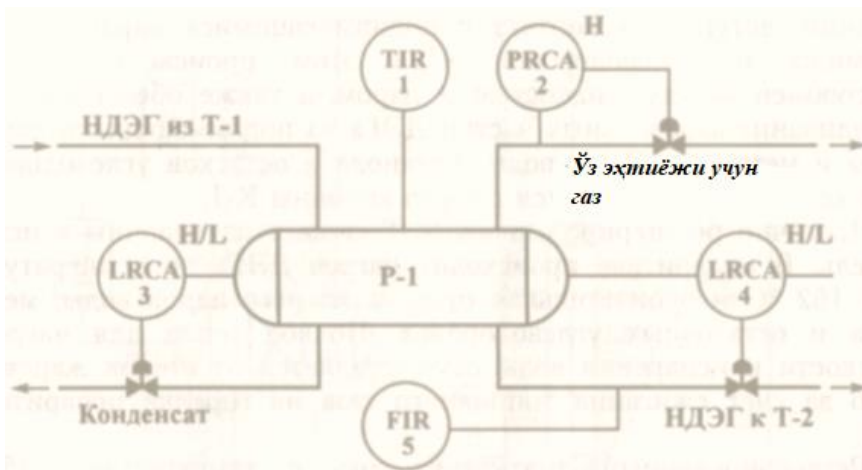 H
TIR
1
PRCA
2
НДЭГ из Т-1
Ўз эҳтиёжи учун
газ
H/L
LRCA
3
Р-1
H/L
LRCA
4
Конденсат
FIR
5
НДЭГ к Т-2